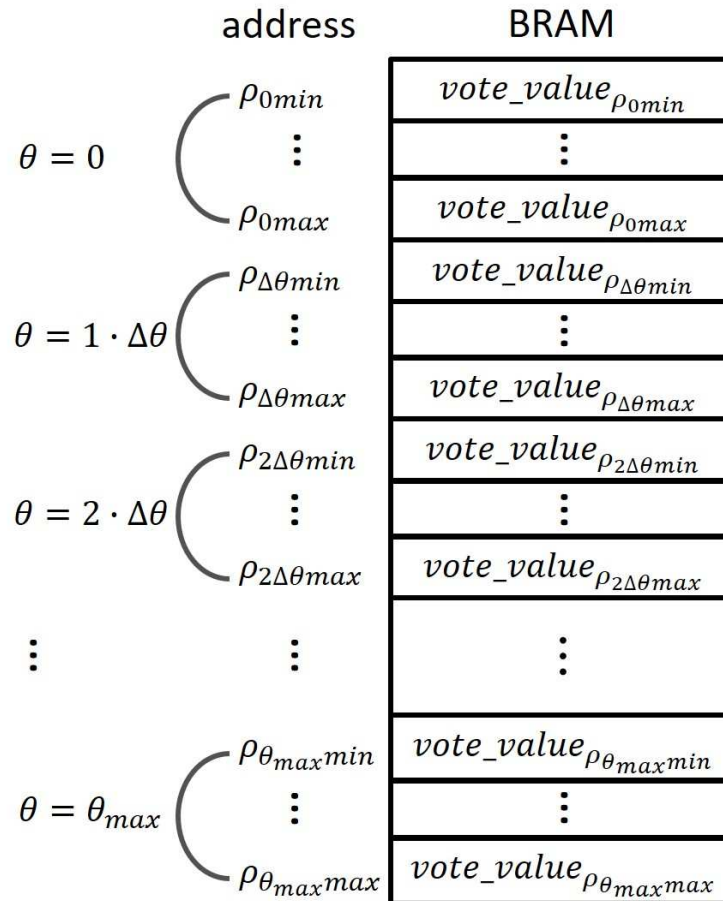 address BRAM
ρ0min vote_valueρ0min
⋮ ⋮
θ = 0
ρ0max vote_valueρ0max
ρΔθmin vote_valueρΔθmin
θ = 1 · Δθ ⋮ ⋮
ρΔθmax vote_valueρΔθmax
ρ2Δθmin vote_valueρ2Δθmin
θ = 2 · Δθ ⋮ ⋮
ρ2Δθmax vote_valueρ2Δθmax
⋮ ⋮ ⋮
ρθmaxmin vote_valueρθmaxmin
θ = θmax ⋮ ⋮
ρθmaxmax vote_valueρθmaxmax